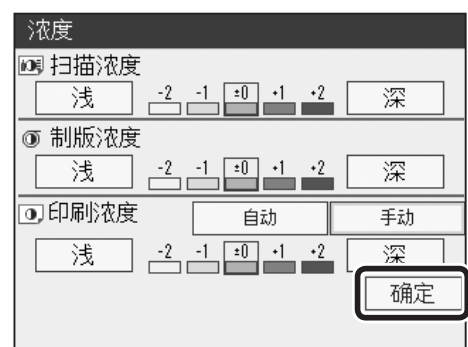 浓度
扫描浓度
浅 -2 -1 ±0 +1 +2 深
制版浓度
浅 -2 -1 ±0 +1 +2 深
印刷浓度 自动 手动
浅 -2 -1 ±0 +1 +2 深
确定